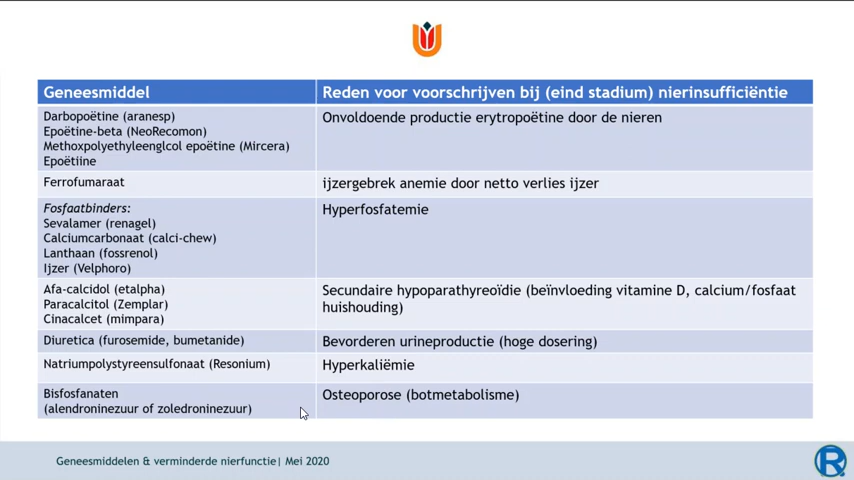 Geneesmiddel
Reden voor voorschrijven bij (eind stadium) nierinsufficiëntie
Darbopoëtine (aranesp)
Epoëtine-beta (NeoRecomon)
Methoxpolyethyleenglcol epoëtine (Mircera)
Epoëtiine
Onvoldoende productie erytropoëtine door de nieren
Ferrofumaraat
ijzergebrek anemie door netto verlies ijzer
Fosfaatbinders:
Sevalamer (renagel)
Calciumcarbonaat (calci-chew)
Lanthaan (fossrenol)
Ijzer (Velphoro)
Hyperfosfatemie
Afa-calcidol (etalpha)
Paracalcitol (Zemplar)
Cinacalcet (mimpara)
Secundaire hypoparathyreoïdie (beïnvloeding vitamine D, calcium/fosfaat
huishouding)
Diuretica (furosemide, bumetanide)
Bevorderen urineproductie (hoge dosering)
Natriumpolystyreensulfonaat (Resonium)
Hyperkaliëmie
Bisfosfanaten
(alendroninezuur of zoledroninezuur)
Osteoporose (botmetabolisme)
Geneesmiddelen & verminderde nierfunctie| Mei 2020
R